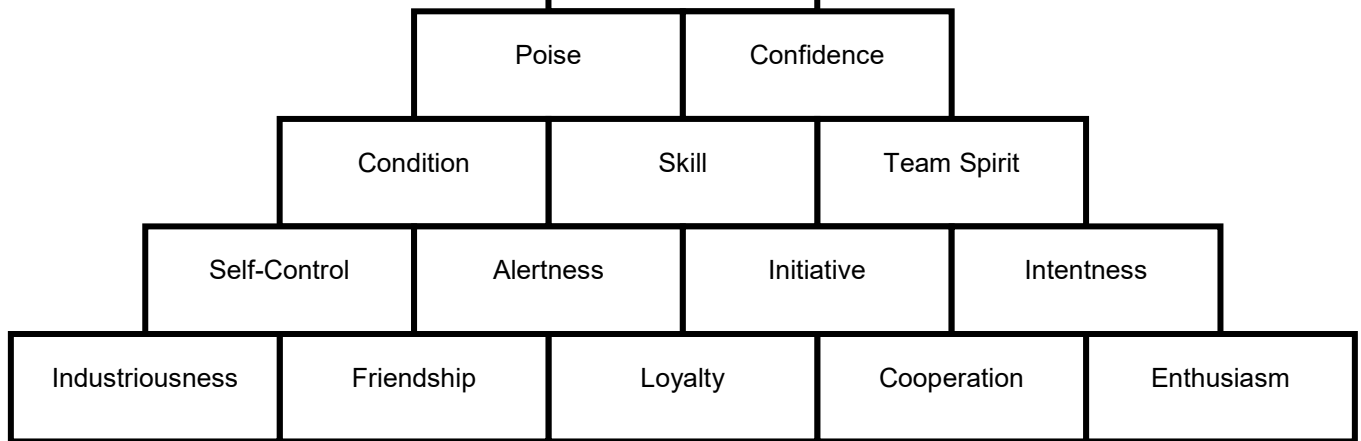 Poise Confidence
Condition Skill Team Spirit
Self-Control Alertness Initiative Intentness
Industriousness Friendship Loyalty Cooperation Enthusiasm